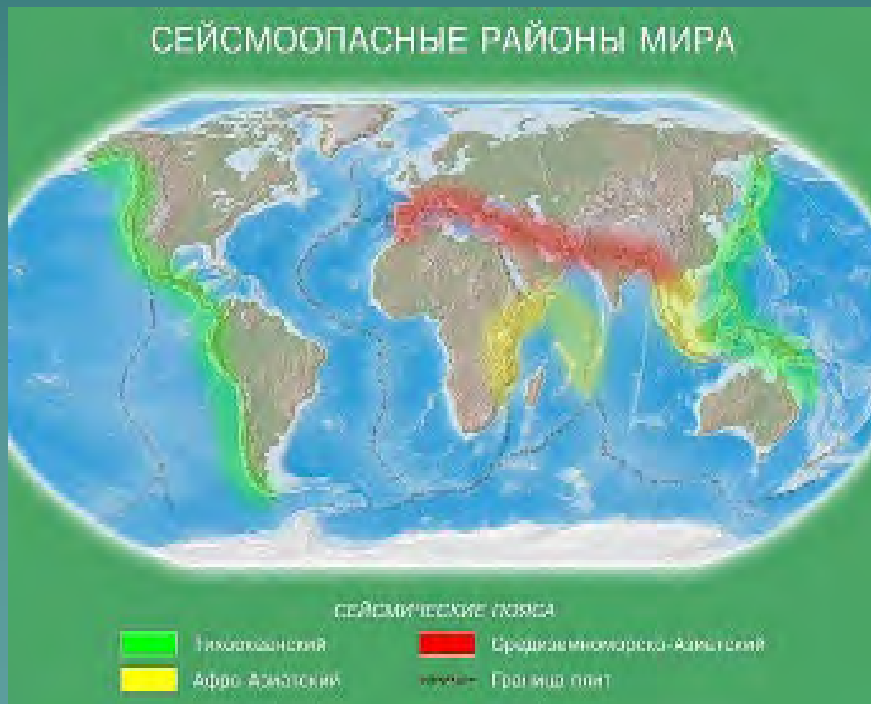 СЕЙСМООПАСНЫЕ РАЙОНЫ МИРА
СЕЙСМИЧЕСКИЕ ПОЯСА
Тихоокеанский
Средиземноморско-Азиатский
Афро-Азиатский
Граница плит